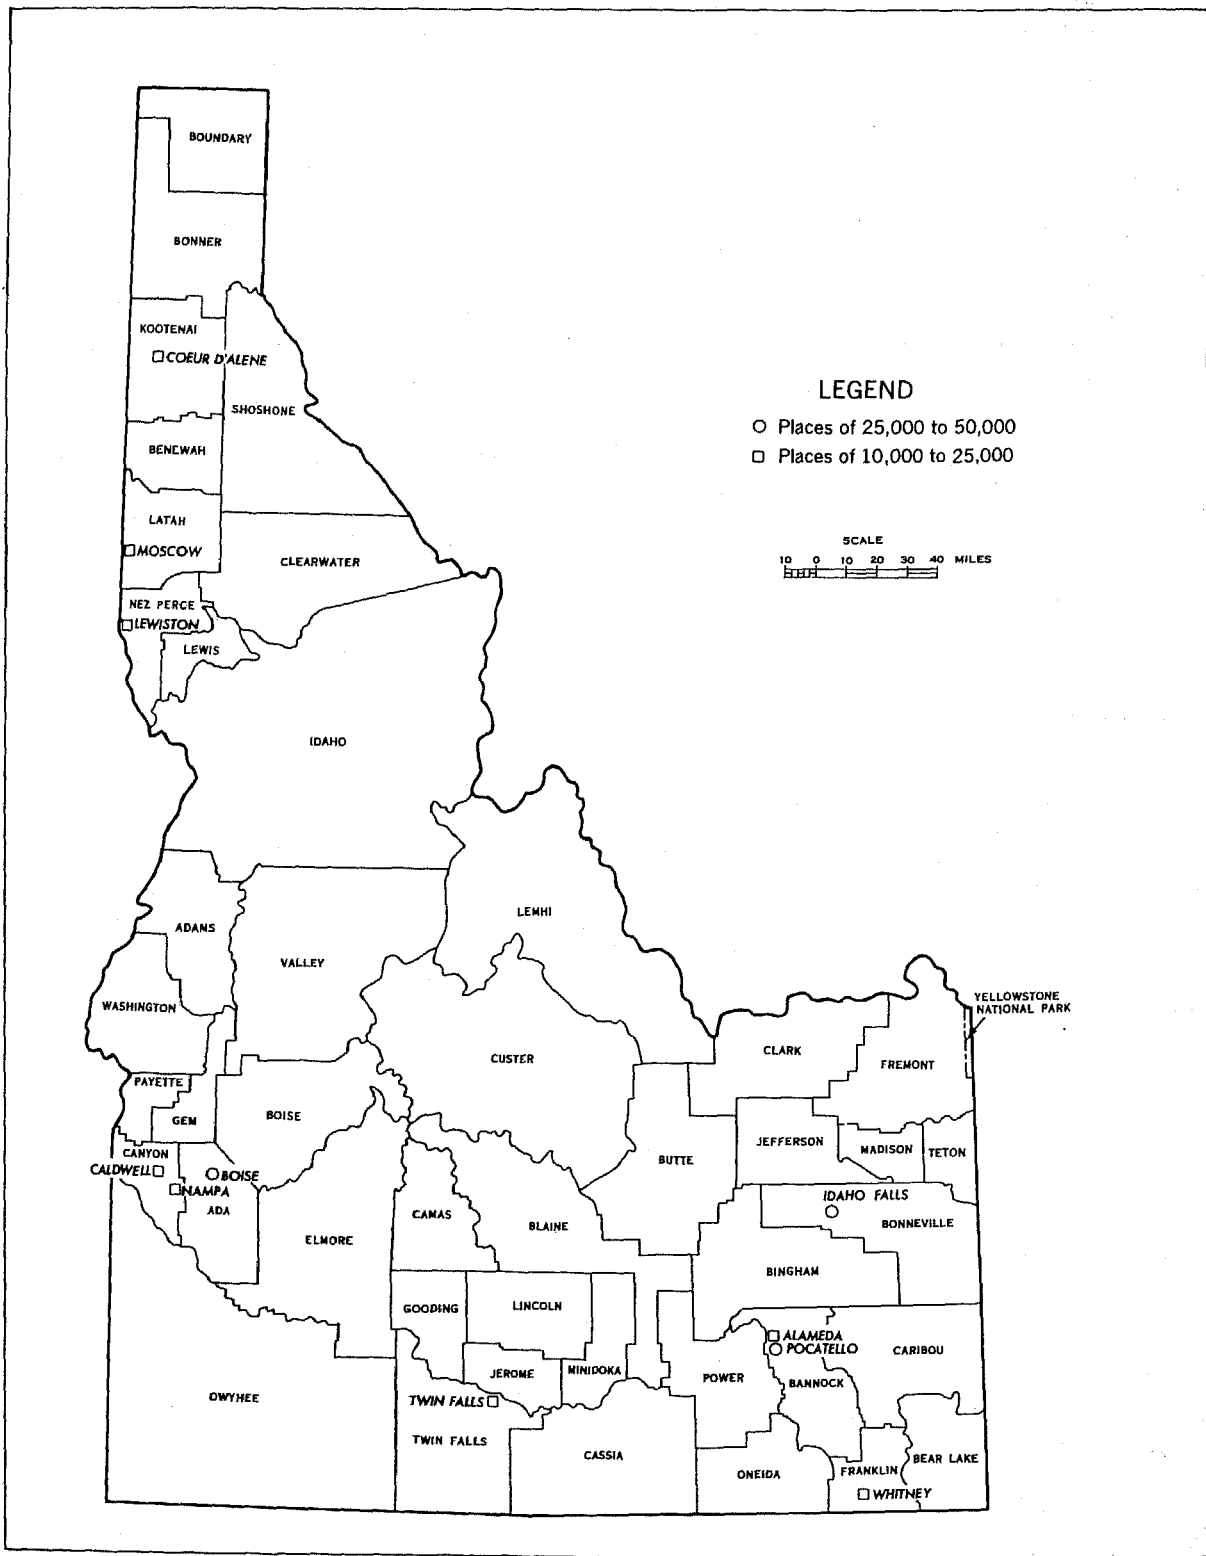 BOUNDARY
BONNER
KOOTENAI
COEUR D'ALENE
SHOSHONE
BENEWAH
LATAH
MOSCOW
CLEARWATER
NEZ PERCE
LEWISTON
LEWIS
IDAHO
LEGEND
Places of 25,000 to 50,000
Places of 10,000 to 25,000
SCALE
10 0 10 20 30 40 MILES
ADAMS
LEMHI
VALLEY
WASHINGTON
YELLOWSTONE
NATIONAL PARK
CUSTER
CLARK
FREMONT
PAYETTE
GEM
BOISE
JEFFERSON
MADISON
TETON
CANYON
CALDWELL
BOISE
NAMPA
ADA
BUTTE
IDAHO FALLS
BONNEVILLE
CAMAS
BLAINE
ELMORE
BINGHAM
GOODING
LINCOLN
ALAMEDA
POCATELLO
CARIBOU
JEROME
MINIDOKA
POWER
BANNOCK
OWYHEE
TWIN FALLS
TWIN FALLS
CASSIA
ONEIDA
FRANKLIN
BEAR LAKE
WHITNEY